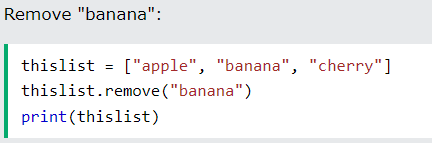 Remove "banana":
thislist = ["apple", "banana", "cherry"]
thislist.remove("banana")
print(thislist)